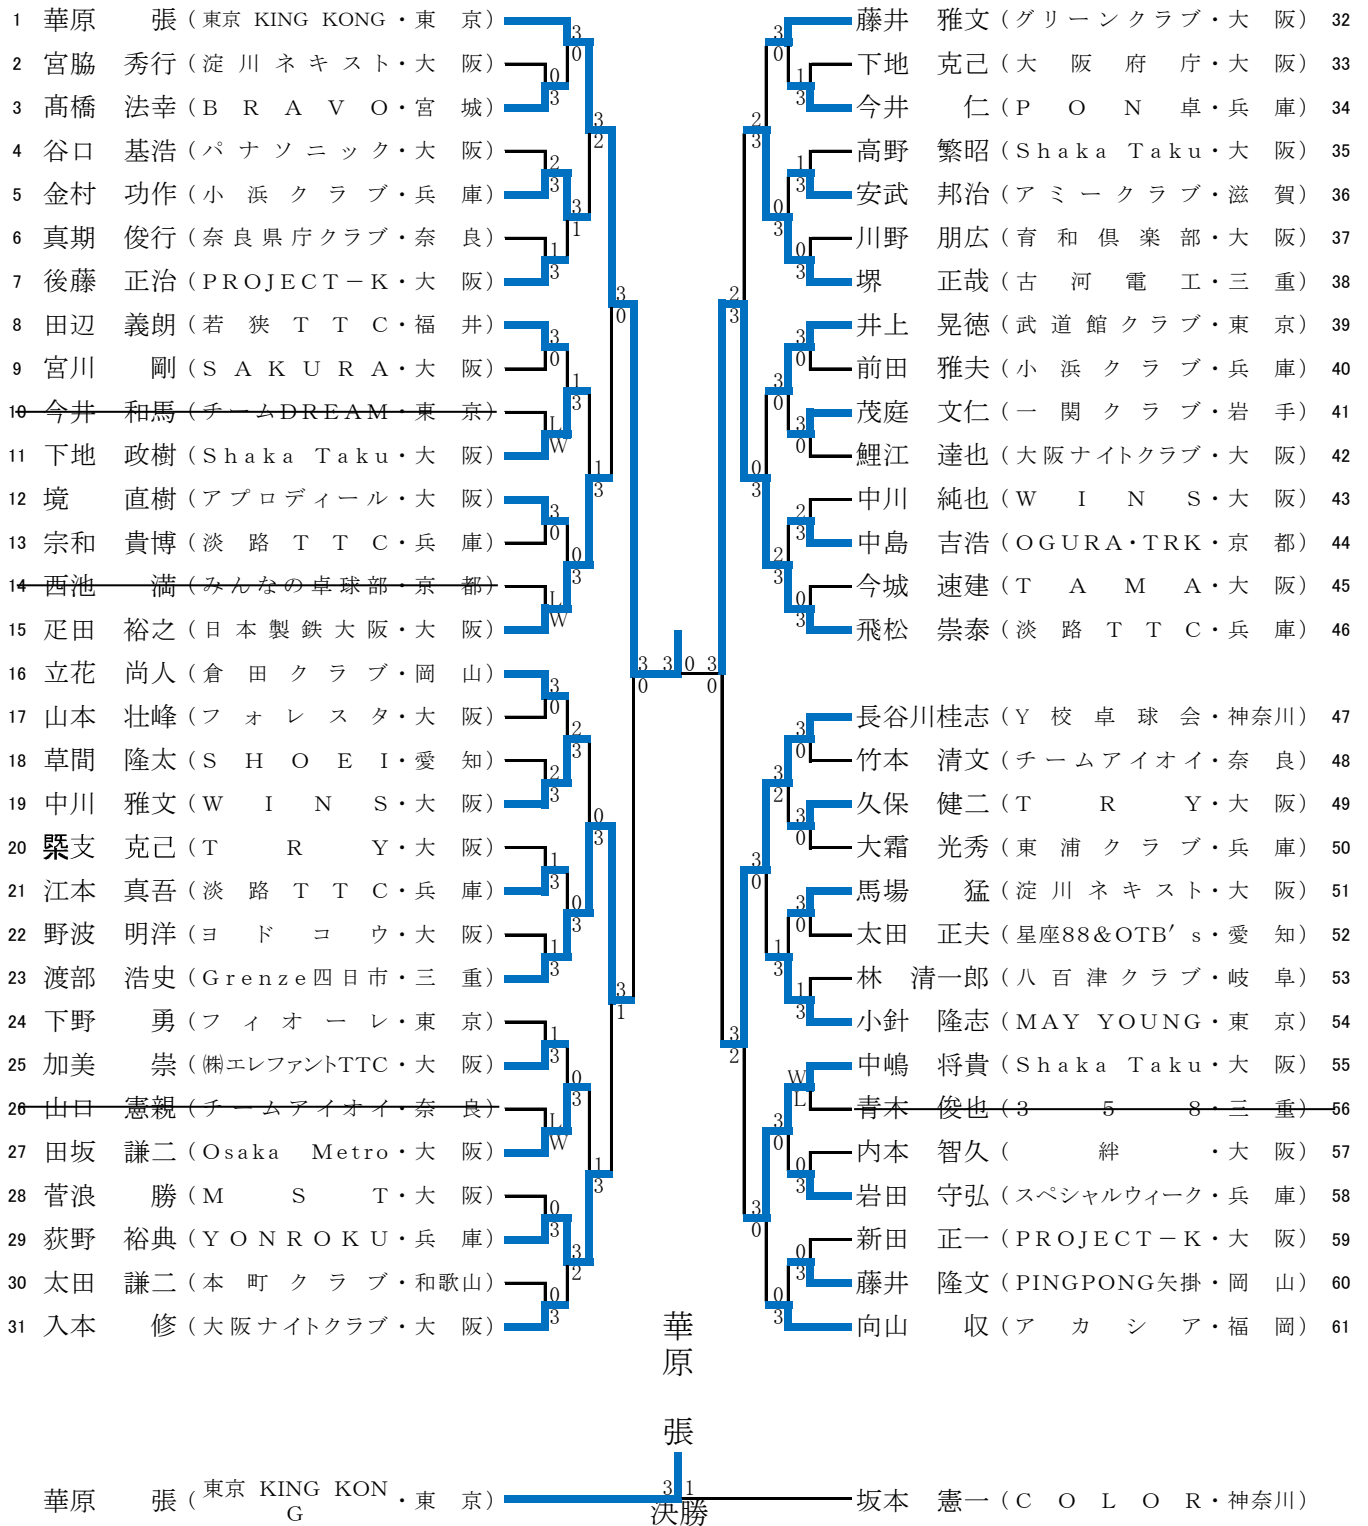 1 華原 張 (東京 KING KONG・東 京)
2 宮脇 秀行 (淀川ネキスト・大 阪)
3 髙橋 法幸 (BRAVO・宮 城)
4 谷口 基浩 (パナソニック・大 阪)
5 金村 功作 (小浜クラブ・兵 庫)
6 真期 俊行 (奈良県庁クラブ・奈 良)
7 後藤 正治 (PROJECT－K・大 阪)
8 田辺 義朗 (若狭TTC・福 井)
9 宮川 剛 (SAKURA・大 阪)
10 今井 和馬 (チームDREAM・東 京)
11 下地 政樹 (Shaka Taku・大 阪)
12 境 直樹 (アプロディール・大 阪)
13 宗和 貴博 (淡路TTC・兵 庫)
14 西池 満 (みんなの卓球部・京 都)
15 疋田 裕之 (日本製鉄大阪・大 阪)
16 立花 尚人 (倉田クラブ・岡 山)
17 山本 壮峰 (フォレスタ・大 阪)
18 草間 隆太 (SHOEI・愛 知)
19 中川 雅文 (WINS・大 阪)
20 支 克己 (TRY・大 阪)
21 江本 真吾 (淡路TTC・兵 庫)
22 野波 明洋 (ヨドコウ・大 阪)
23 渡部 浩史 (Grenze四日市・三 重)
24 下野 勇 (フィオーレ・東 京)
25 加美 崇 (㈱エレファントTTC・大 阪)
26 山口 憲親 (チームアイオイ・奈 良)
27 田坂 謙二 (Osaka Metro・大 阪)
28 菅浪 勝 (MST・大 阪)
29 荻野 裕典 (YONROKU・兵 庫)
30 太田 謙二 (本町クラブ・和歌山)
31 入本 修 (大阪ナイトクラブ・大 阪)
藤井 雅文 (グリーンクラブ・大 阪) 32
下地 克己 (大阪府庁・大 阪) 33
今井 仁 (PON卓・兵 庫) 34
高野 繁昭 (Shaka Taku・大 阪) 35
安武 邦治 (アミークラブ・滋 賀) 36
川野 朋広 (育和倶楽部・大 阪) 37
堺 正哉 (古河電工・三 重) 38
井上 晃徳 (武道館クラブ・東 京) 39
前田 雅夫 (小浜クラブ・兵 庫) 40
茂庭 文仁 (一関クラブ・岩 手) 41
鯉江 達也 (大阪ナイトクラブ・大 阪) 42
中川 純也 (WINS・大 阪) 43
中島 吉浩 (OGURA・TRK・京 都) 44
今城 速建 (TAMA・大 阪) 45
飛松 崇泰 (淡路TTC・兵 庫) 46
長谷川桂志 (Y校卓球会・神奈川) 47
竹本 清文 (チームアイオイ・奈 良) 48
久保 健二 (TRY・大 阪) 49
大霜 光秀 (東浦クラブ・兵 庫) 50
馬場 猛 (淀川ネキスト・大 阪) 51
太田 正夫 (星座88&OTB′s・愛 知) 52
林 清一郎 (八百津クラブ・岐 阜) 53
小針 隆志 (MAY YOUNG・東 京) 54
中嶋 将貴 (Shaka Taku・大 阪) 55
青木 俊也 (358・三 重) 56
内本 智久 (絆・大 阪) 57
岩田 守弘 (スペシャルウィーク・兵 庫) 58
新田 正一 (PROJECT－K・大 阪) 59
藤井 隆文 (PINGPONG矢掛・岡 山) 60
向山 収 (アカシア・福 岡) 61
3 3 0 3
0 0
華原 張
3 1
華原 張 (東京 KING KONG・東 京)
決勝
坂本 憲一 (COLOR・神奈川)